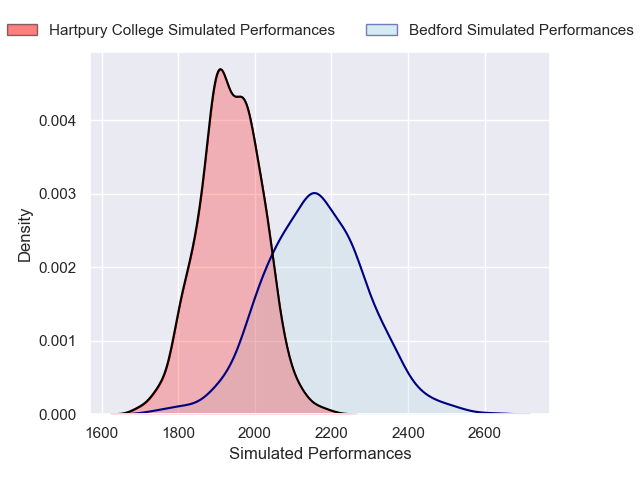 Hartpury College Simulated Performances
Bedford Simulated Performances
Density
0.004
0.003
0.002
0.001
0.000
1600 1800 2000 2200 2400 2600
Simulated Performances